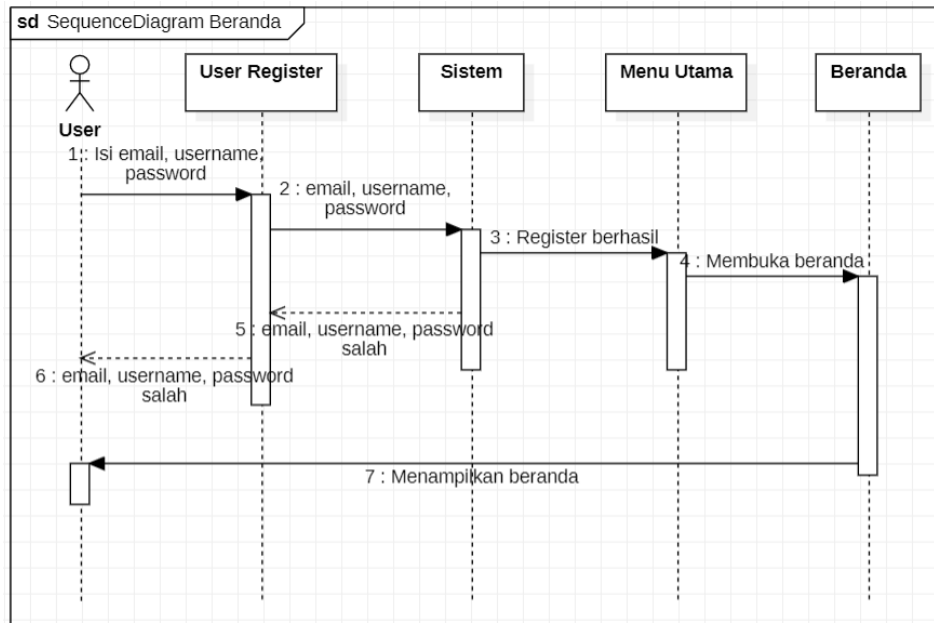 sd SequenceDiagram Beranda
User Register
Sistem
Menu Utama
Beranda
User
1 : Isi email, username,
password
2 : email, username,
password
3 : Register berhasil
4 : Membuka beranda
5 : email, username, password
salah
6 : email, username, password
salah
7 : Menampilkan beranda